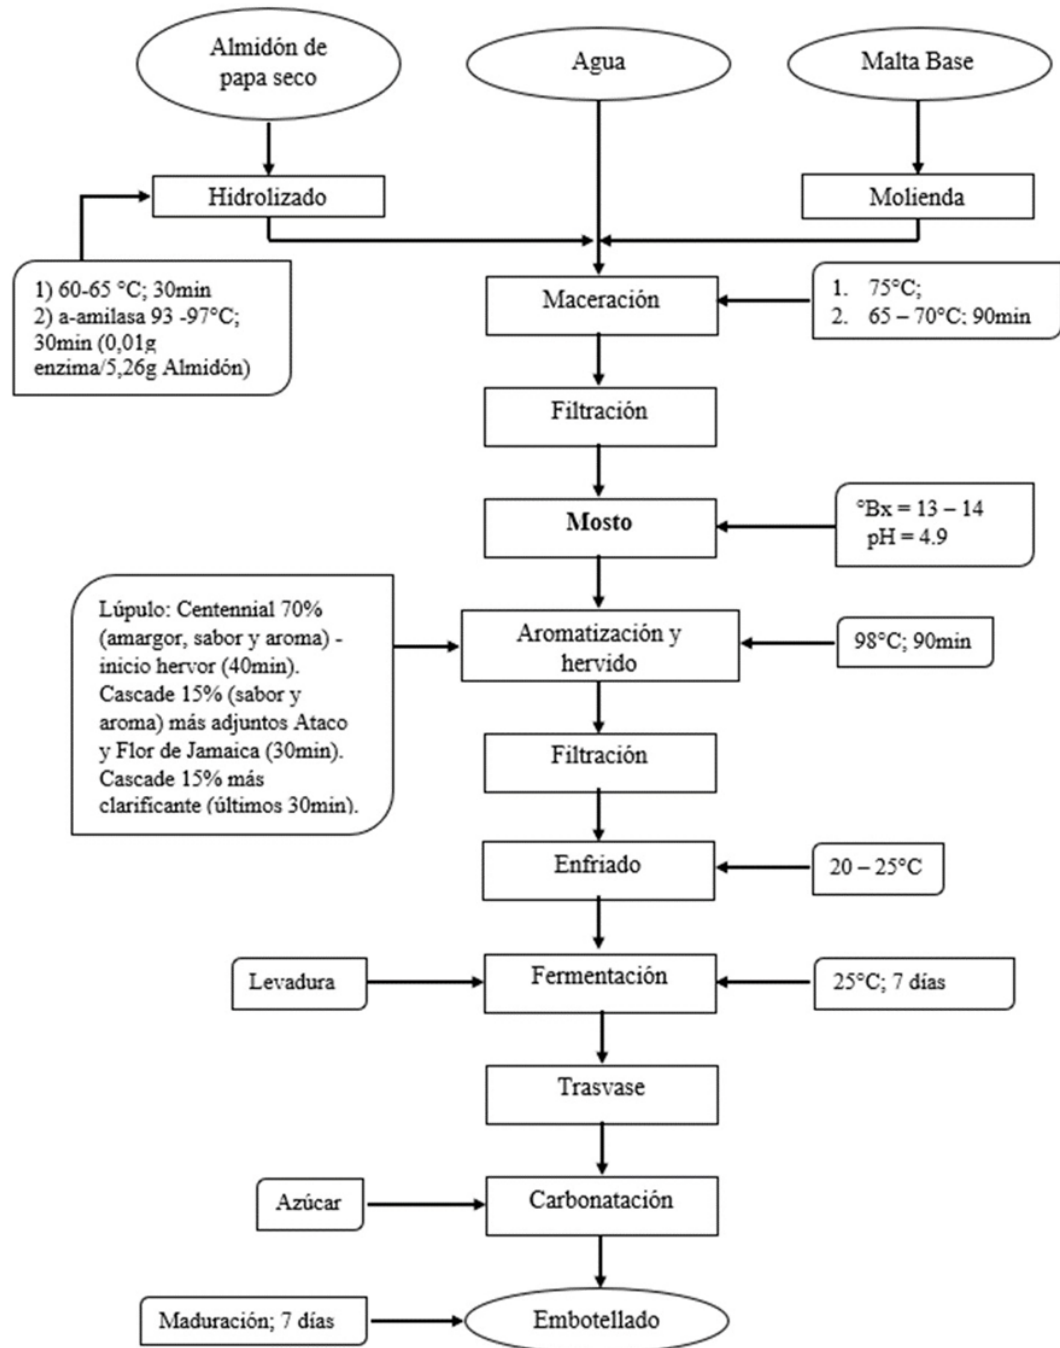 Almidón de
papa seco
Agua
Malta Base
Hidrolizado
Molienda
1) 60-65 °C; 30min
2) a-amilasa 93 -97°C;
30min (0,01g
enzima/5,26g Almidón)
Maceración
1. 75°C;
2. 65 – 70°C: 90min
Filtración
Mosto
°Bx = 13 – 14
pH = 4.9
Lúpulo: Centennial 70%
(amargor, sabor y aroma) -
inicio hervor (40min).
Cascade 15% (sabor y
aroma) más adjuntos Ataco
y Flor de Jamaica (30min).
Cascade 15% más
clarificante (últimos 30min).
Aromatización y
hervido
98°C; 90min
Filtración
Enfriado
20 – 25°C
Levadura
Fermentación
25°C; 7 días
Trasvase
Azúcar
Carbonatación
Maduración; 7 días
Embotellado